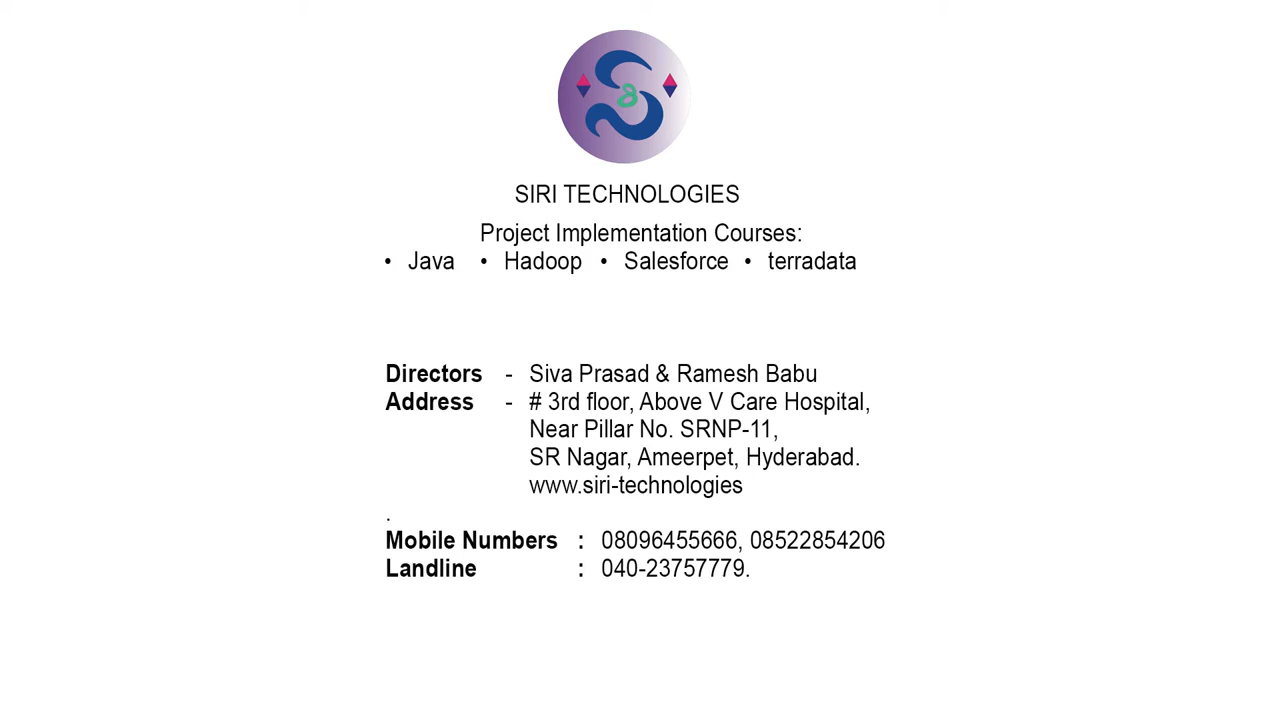 SIRI TECHNOLOGIES
Project Implementation Courses:
• Java • Hadoop • Salesforce • terradata
Directors - Siva Prasad & Ramesh Babu
Address - # 3rd floor, Above V Care Hospital,
Near Pillar No. SRNP-11,
SR Nagar, Ameerpet, Hyderabad.
www.siri-technologies
.
Mobile Numbers : 08096455666, 08522854206
Landline : 040-23757779.